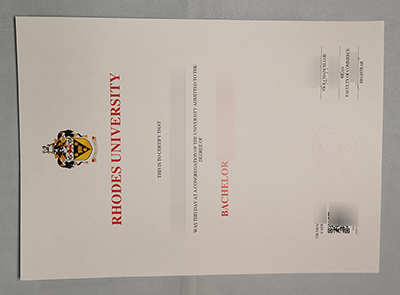 RHODES UNIVERSITY
THIS IS TO CERTIFY THAT
WAS THIS DAY AT A CONGREGATION OF THE UNIVERSITY ADMITTED TO THE
DEGREE OF
BACHELOR
VICE-CHANCELLOR
DEAN
FACULTY OF COMMERCE
REGISTRAR